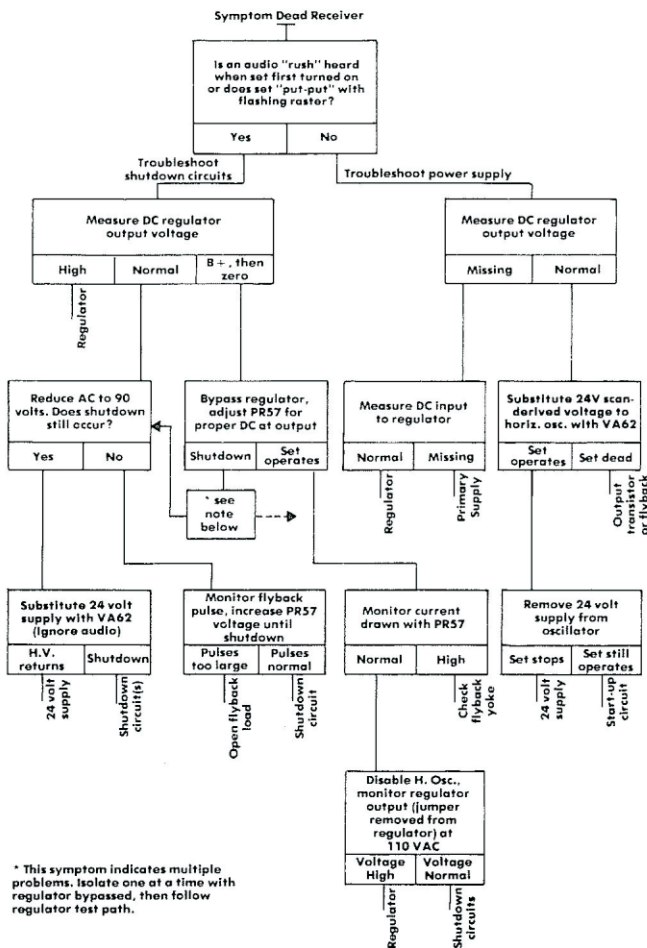 Symptom Dead Receiver
Is an audio "rush" heard
when set first turned on
or does set "put-put" with
flashing raster?
Yes
No
Troubleshoot
shutdown circuits
Troubleshoot power supply
Measure DC regulator
output voltage
High
Normal
B+, then
zero
Regulator
Measure DC regulator
output voltage
Missing
Normal
Reduce AC to 90
volts. Does shutdown
still occur?
Yes
No
Bypass regulator,
adjust PR57 for
proper DC at output
Shutdown
Set
operates
* see
note
below
Measure DC input
to regulator
Normal
Missing
Regulator
Primary
Supply
Substitute 24V scan-
derived voltage to
horiz. osc. with VA62
Set
operates
Set dead
Output
transistor
or flyback
Substitute 24 volt
supply with VA62
(Ignore audio)
H.V.
returns
Shutdown
24 volt
supply
Shutdown
circuit(s)
Monitor flyback
pulse, increase PR57
voltage until
shutdown
Pulses
too large
Pulses
normal
Open flyback
load
Shutdown
circuit
Monitor current
drawn with PR57
Normal
High
Check
flyback
yoke
Remove 24 volt
supply from
oscillator
Set stops
Set still
operates
24 volt
supply
Start-up
circuit
Disable H. Osc.,
monitor regulator
output (jumper
removed from
regulator) at
110 VAC
Voltage
High
Voltage
Normal
Regulator
Shutdown
circuits
* This symptom indicates multiple
problems. Isolate one at a time with
regulator bypassed, then follow
regulator test path.